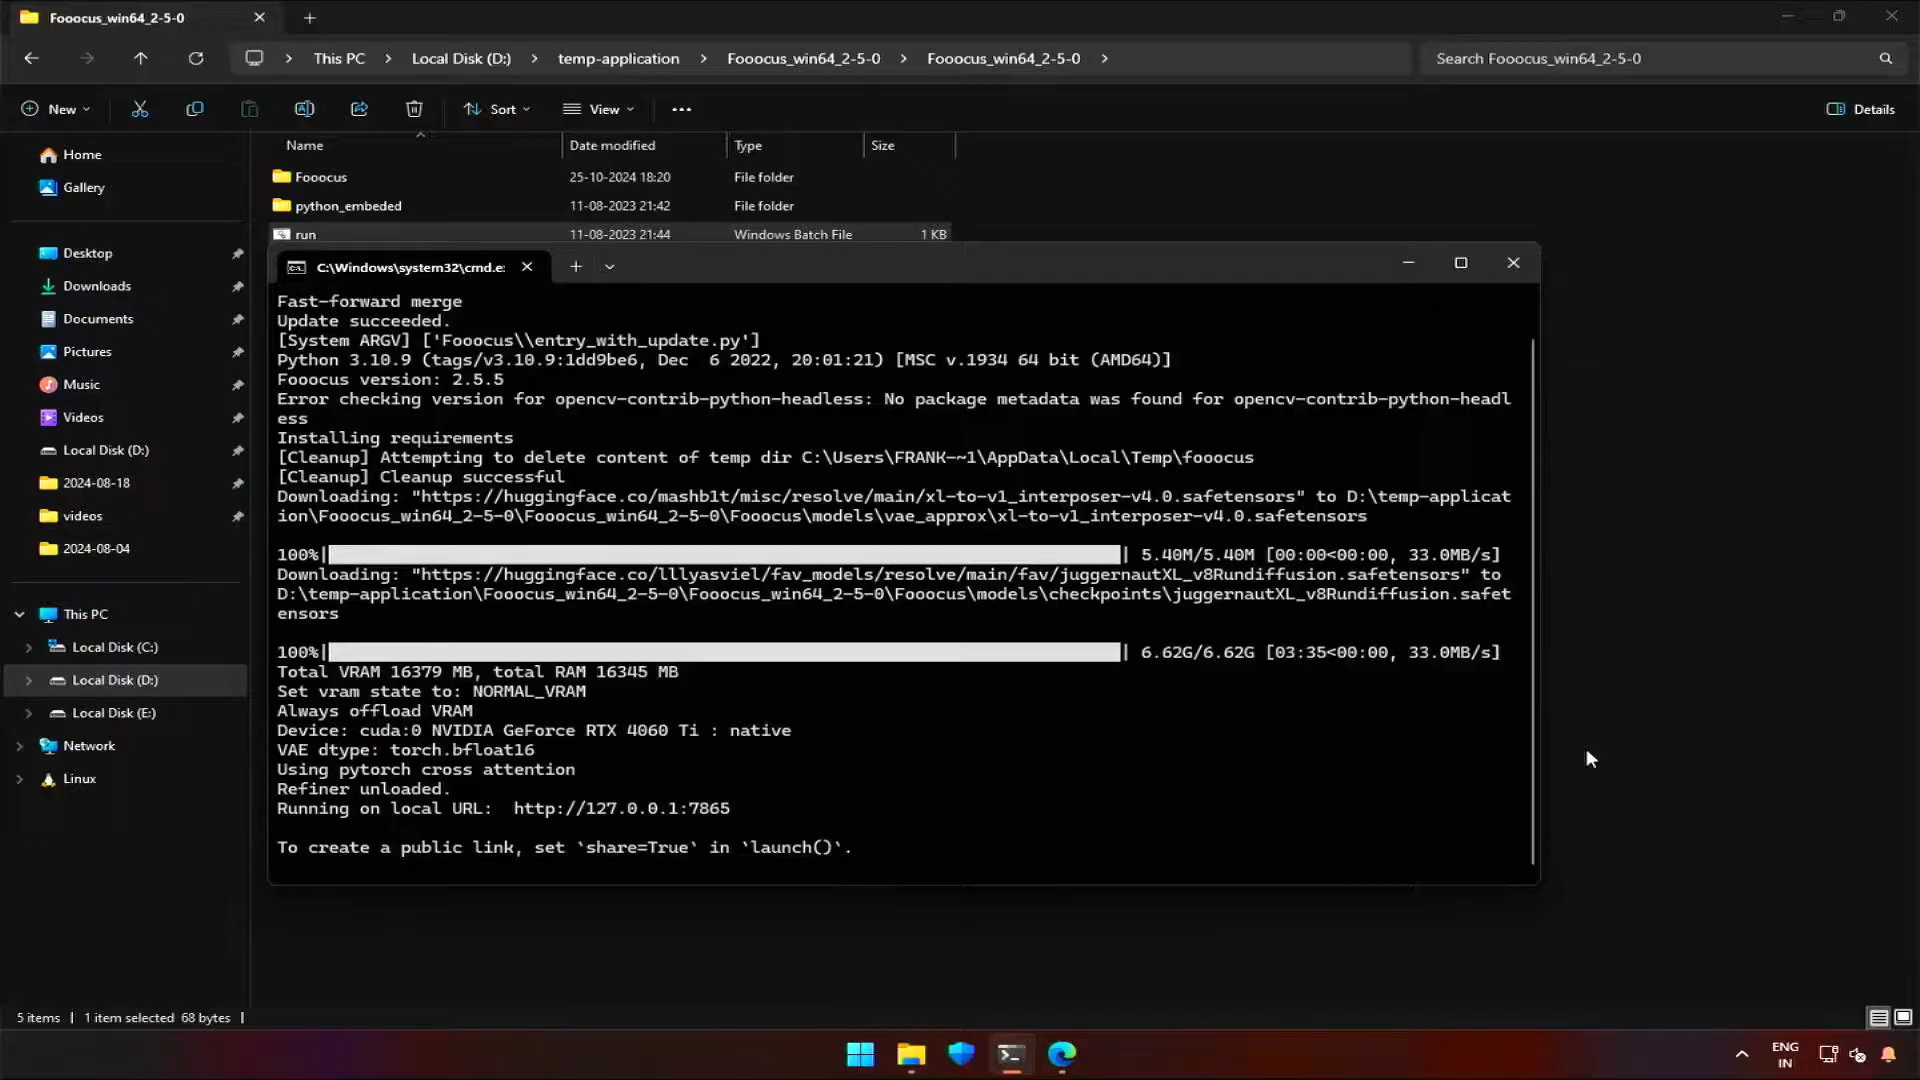 Fooocus_win64_2-5-0
This PC
Local Disk (D:)
temp-application
Fooocus_win64_2-5-0
Fooocus_win64_2-5-0
Search Fooocus_win64_2-5-0
New
Sort
View
Details
Name
Date modified
Type
Size
Home
Gallery
Fooocus
25-10-2024 18:20
File folder
python_embeded
11-08-2023 21:42
File folder
run
11-08-2023 21:44
Windows Batch File
1 KB
Desktop
Downloads
Documents
Pictures
Music
Videos
Local Disk (D:)
2024-08-18
videos
2024-08-04
This PC
Local Disk (C:)
Local Disk (D:)
Local Disk (E:)
Network
Linux
C:\Windows\system32\cmd.e:
Fast-forward merge
Update succeeded.
[System ARGV] ['Fooocus\\entry_with_update.py']
Python 3.10.9 (tags/v3.10.9:1dd9be6, Dec  6 2022, 20:01:21) [MSC v.1934 64 bit (AMD64)]
Fooocus version: 2.5.5
Error checking version for opencv-contrib-python-headless: No package metadata was found for opencv-contrib-python-headl
ess
Installing requirements
[Cleanup] Attempting to delete content of temp dir C:\Users\FRANK-~1\AppData\Local\Temp\fooocus
[Cleanup] Cleanup successful
Downloading: "https://huggingface.co/mashb1t/misc/resolve/main/xl-to-v1_interposer-v4.0.safetensors" to D:\temp-applicat
ion\Fooocus_win64_2-5-0\Fooocus_win64_2-5-0\Fooocus\models\vae_approx\xl-to-v1_interposer-v4.0.safetensors
100%| | 5.40M/5.40M [00:00<00:00, 33.0MB/s]
Downloading: "https://huggingface.co/lllyasviel/fav_models/resolve/main/fav/juggernautXL_v8Rundiffusion.safetensors" to
D:\temp-application\Fooocus_win64_2-5-0\Fooocus_win64_2-5-0\Fooocus\models\checkpoints\juggernautXL_v8Rundiffusion.safet
ensors
100%| | 6.62G/6.62G [03:35<00:00, 33.0MB/s]
Total VRAM 16379 MB, total RAM 16345 MB
Set vram state to: NORMAL_VRAM
Always offload VRAM
Device: cuda:0 NVIDIA GeForce RTX 4060 Ti : native
VAE dtype: torch.bfloat16
Using pytorch cross attention
Refiner unloaded.
Running on local URL:  http://127.0.0.1:7865
To create a public link, set `share=True` in `launch()`.
5 items
1 item selected 68 bytes
ENG
IN